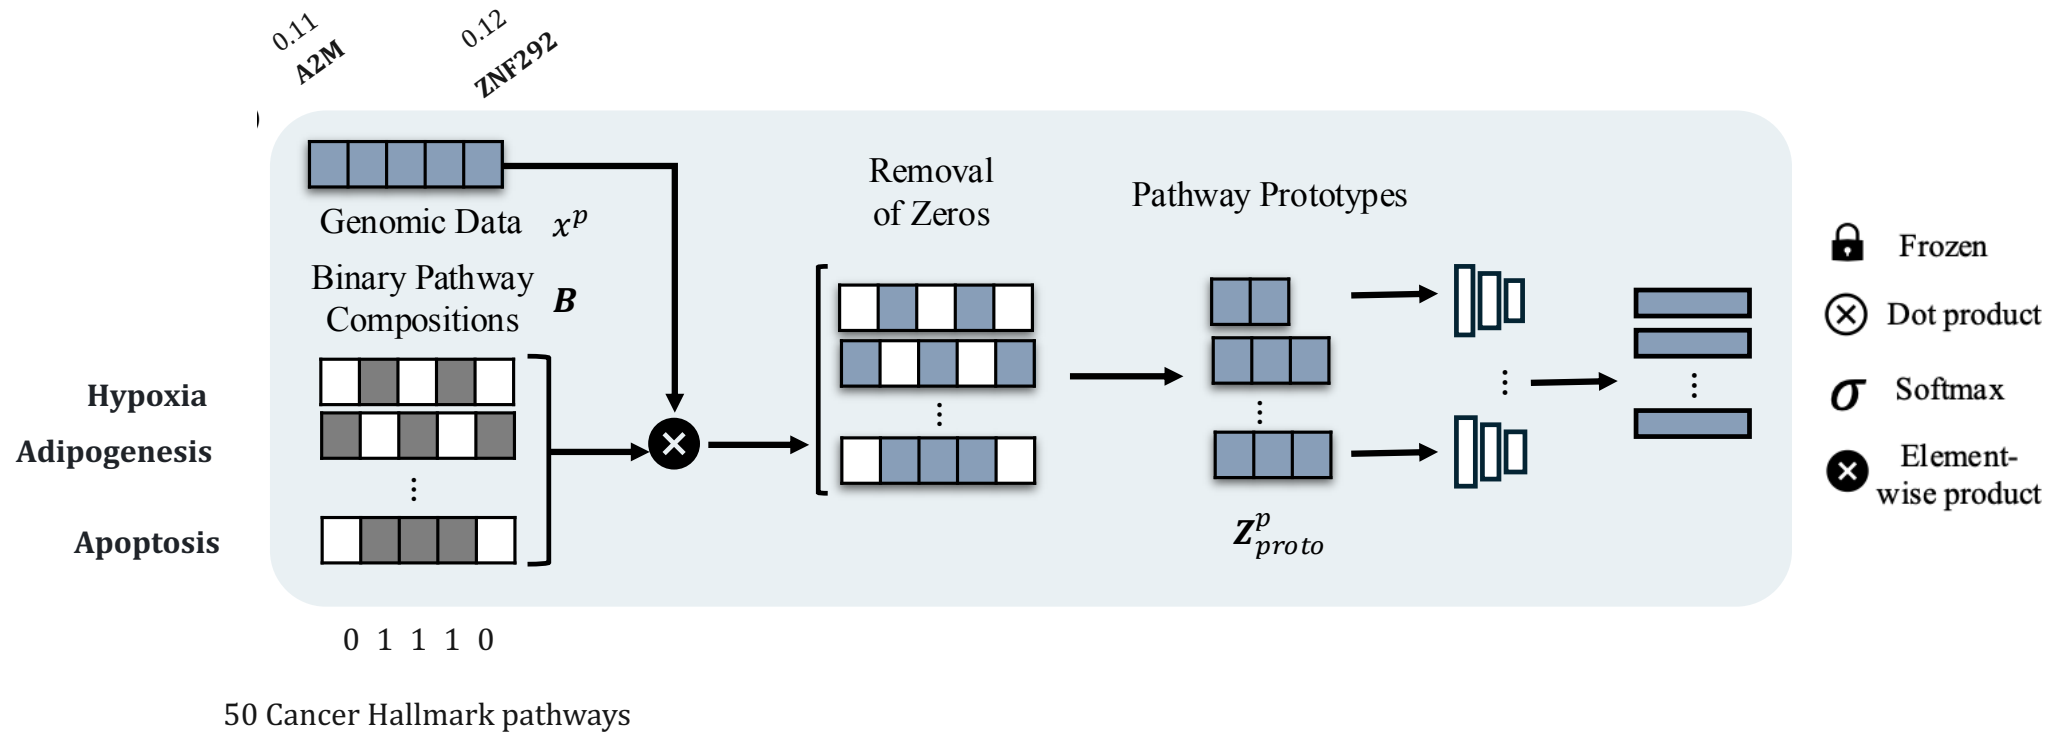 0.11
A2M
0.12
ZNF292
)
Genomic Data x^p
Binary Pathway
Compositions B
Hypoxia
Adipogenesis
⋮
Apoptosis
0 1 1 1 0
50 Cancer Hallmark pathways
Removal
of Zeros
⋮
Pathway Prototypes
⋮
Z^p_proto
⋮
⋮
Frozen
Dot product
σ Softmax
Element-
wise product